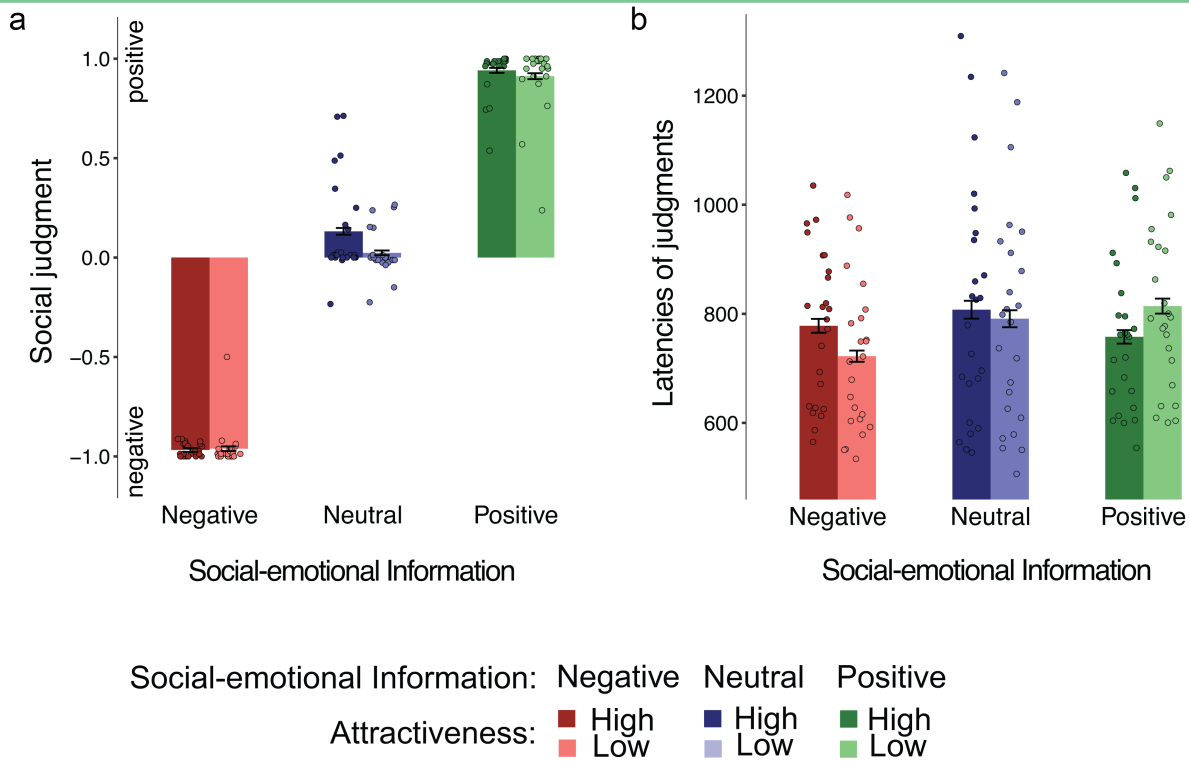 a
positive
1.0
0.5
0.0
−0.5
−1.0
negative
Social judgment
Negative
Neutral
Positive
Social-emotional Information
b
1200
1000
800
600
Latencies of judgments
Negative
Neutral
Positive
Social-emotional Information
Social-emotional Information: Negative Neutral Positive
Attractiveness: High High High
Low Low Low